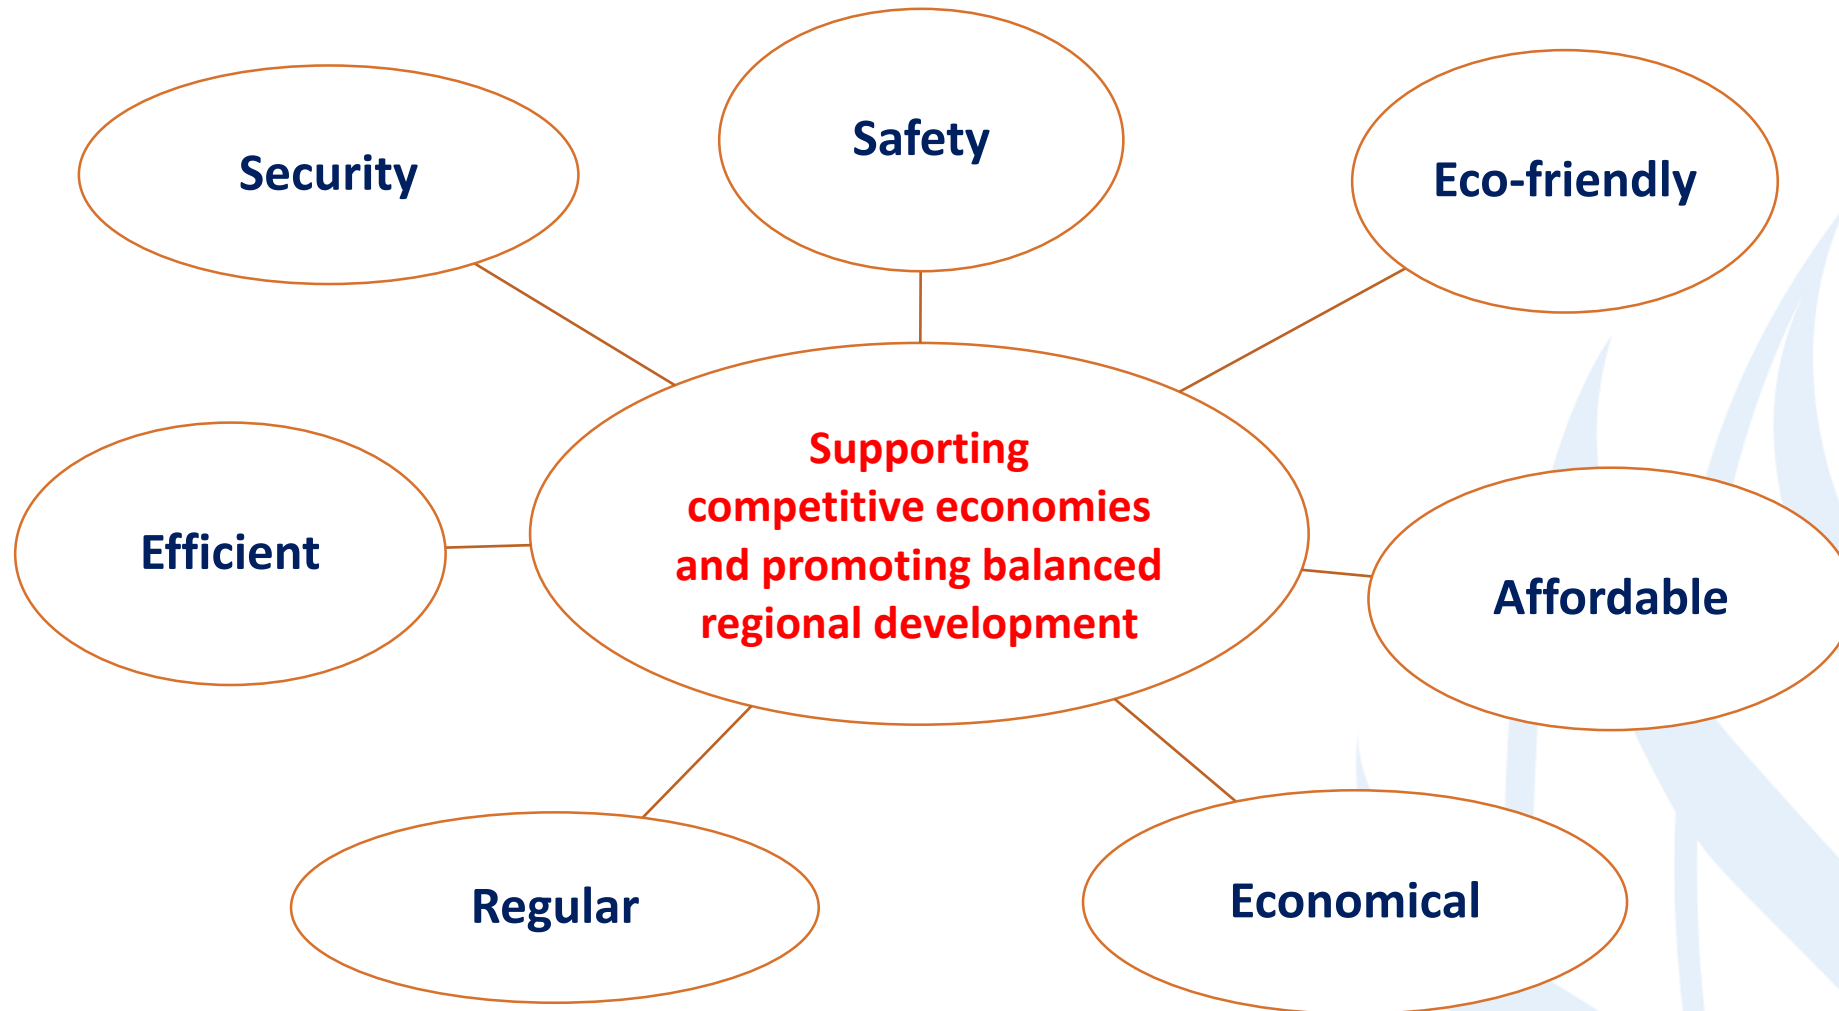 Safety
Security
Eco-friendly
Supporting
competitive economies
and promoting balanced
regional development
Efficient
Affordable
Regular
Economical